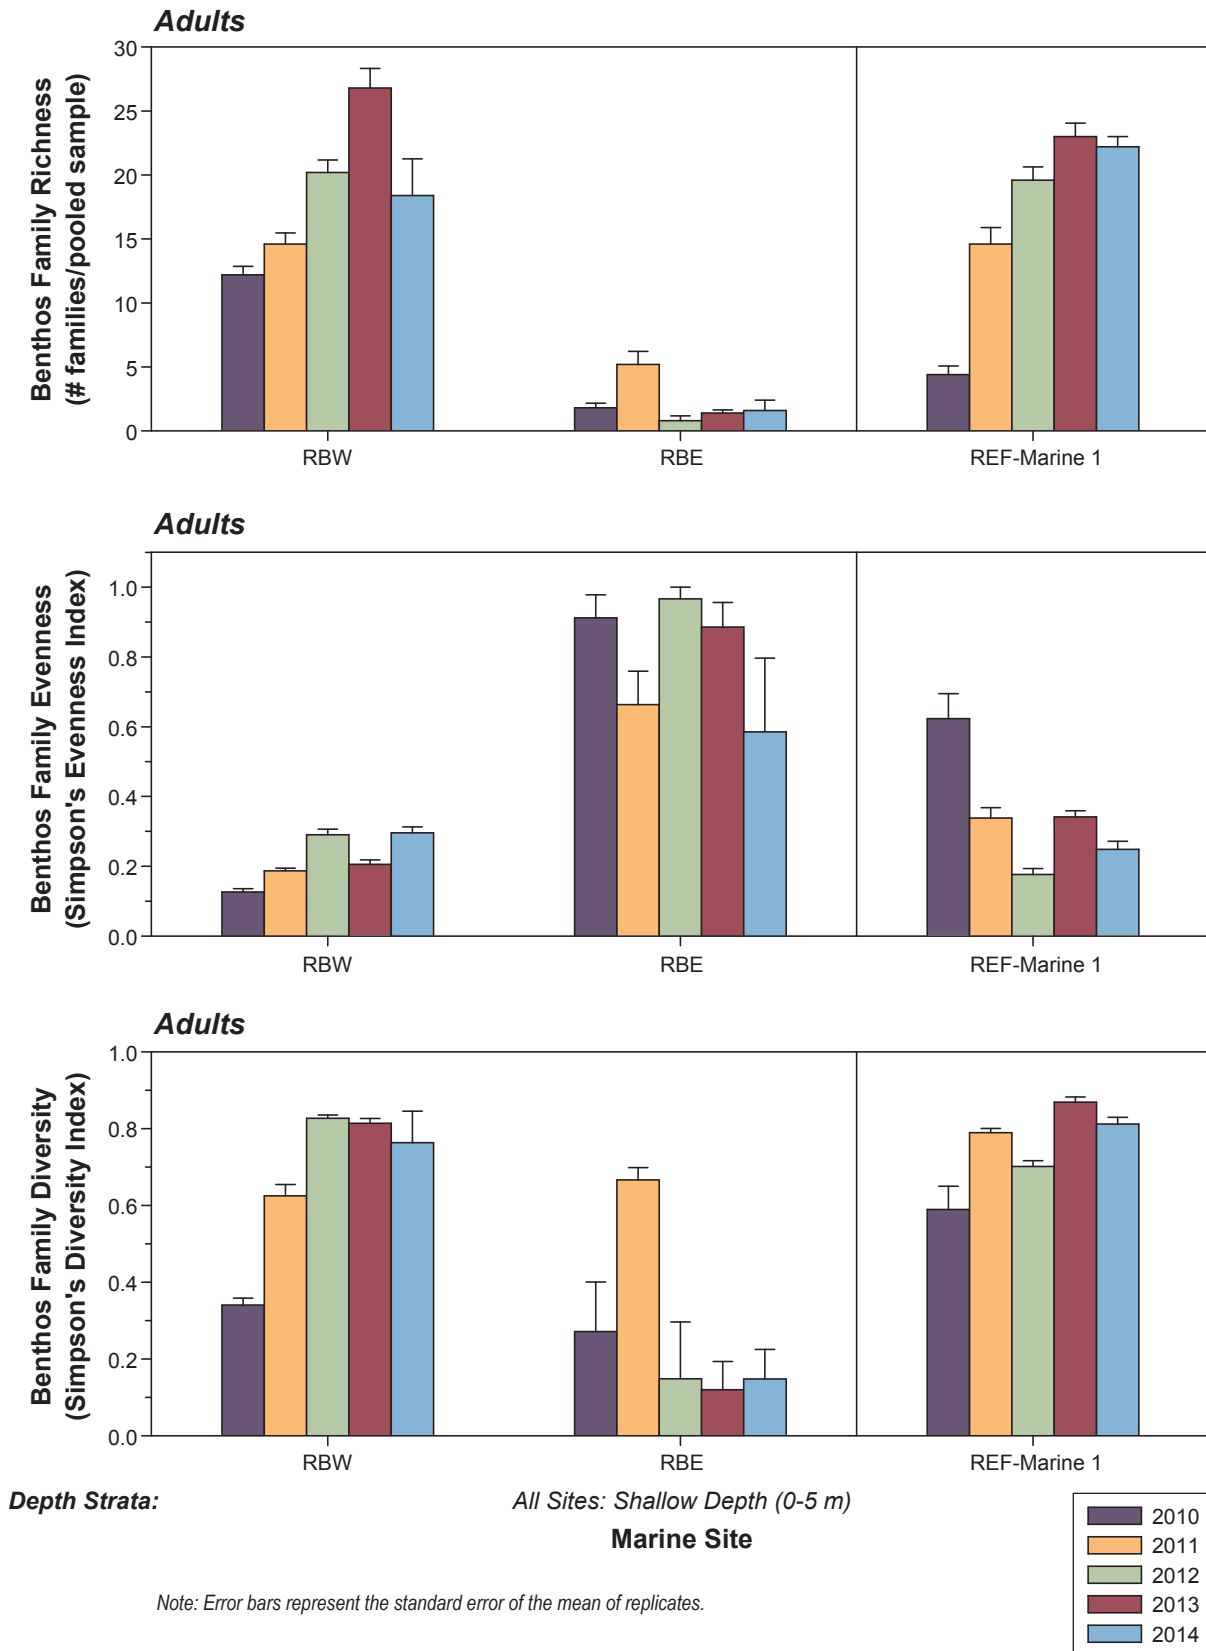 Adults
Benthos Family Richness
(# families/pooled sample)
30
25
20
15
10
5
0
RBW
RBE
REF-Marine 1
Adults
Benthos Family Evenness
(Simpson's Evenness Index)
1.0
0.8
0.6
0.4
0.2
0.0
RBW
RBE
REF-Marine 1
Adults
Benthos Family Diversity
(Simpson's Diversity Index)
1.0
0.8
0.6
0.4
0.2
0.0
RBW
RBE
REF-Marine 1
Depth Strata:
All Sites: Shallow Depth (0-5 m)
Marine Site
2010
2011
2012
2013
2014
Note: Error bars represent the standard error of the mean of replicates.